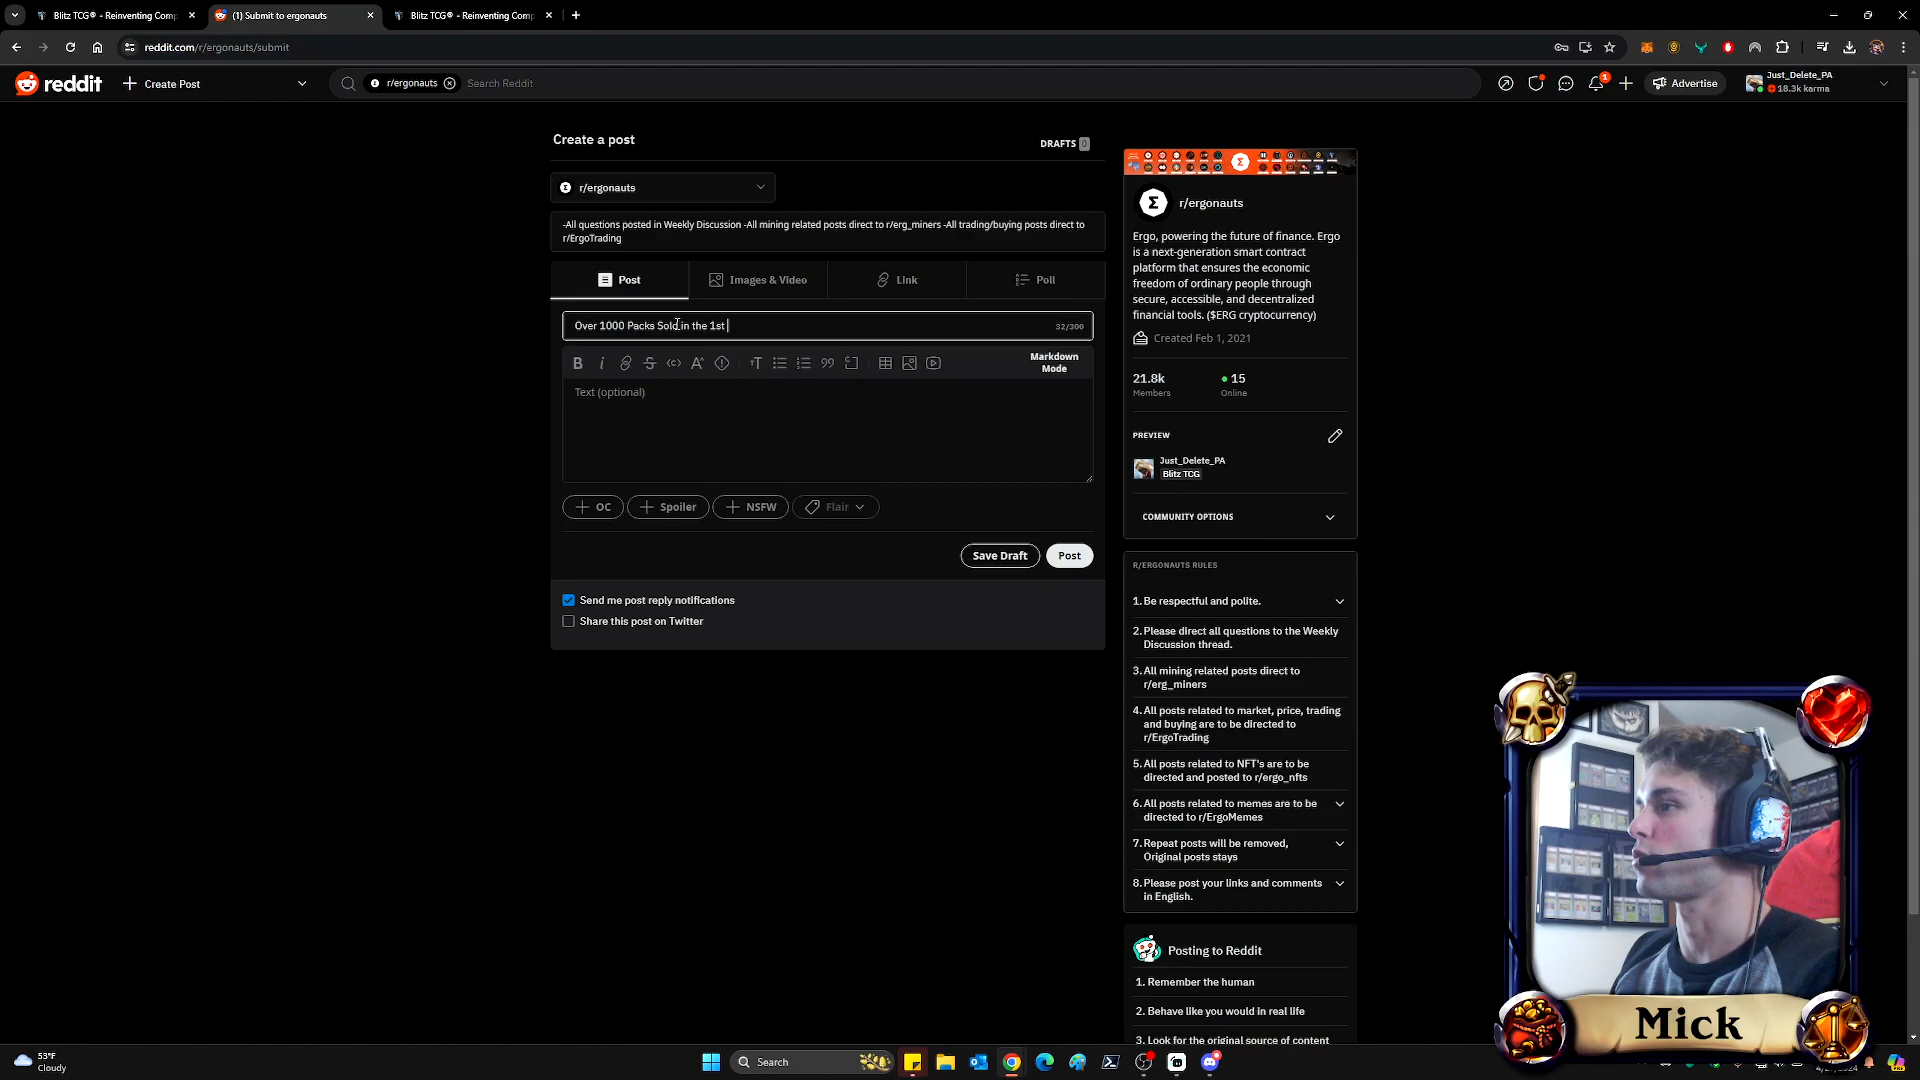 Blitz TCG® - Reinventing Comp
(1) Submit to ergonauts
Blitz TCG® - Reinventing Comp
reddit.com/r/ergonauts/submit
reddit
Create Post
r/ergonauts
Search Reddit
1
Advertise
Just_Delete_PA
18.3k karma
Create a post
DRAFTS 0
r/ergonauts
-All questions posted in Weekly Discussion -All mining related posts direct to r/erg_miners -All trading/buying posts direct to
r/ErgoTrading
Post
Images & Video
Link
Poll
Over 1000 Packs Sold in the 1st
32/300
Markdown
Mode
Text (optional)
OC
Spoiler
NSFW
Flair
Save Draft
Post
Send me post reply notifications
Share this post on Twitter
r/ergonauts
Ergo, powering the future of finance. Ergo
is a next-generation smart contract
platform that ensures the economic
freedom of ordinary people through
secure, accessible, and decentralized
financial tools. ($ERG cryptocurrency)
Created Feb 1, 2021
21.8k
Members
15
Online
PREVIEW
Just_Delete_PA
Blitz TCG
COMMUNITY OPTIONS
R/ERGONAUTS RULES
1. Be respectful and polite.
2. Please direct all questions to the Weekly
Discussion thread.
3. All mining related posts direct to
r/erg_miners
4. All posts related to market, price, trading
and buying are to be directed to
r/ErgoTrading
5. All posts related to NFT's are to be
directed and posted to r/ergo_nfts
6. All posts related to memes are to be
directed to r/ErgoMemes
7. Repeat posts will be removed,
Original posts stays
8. Please post your links and comments
in English.
Posting to Reddit
1. Remember the human
2. Behave like you would in real life
3. Look for the original source of content
Mick
53°F
Cloudy
Search